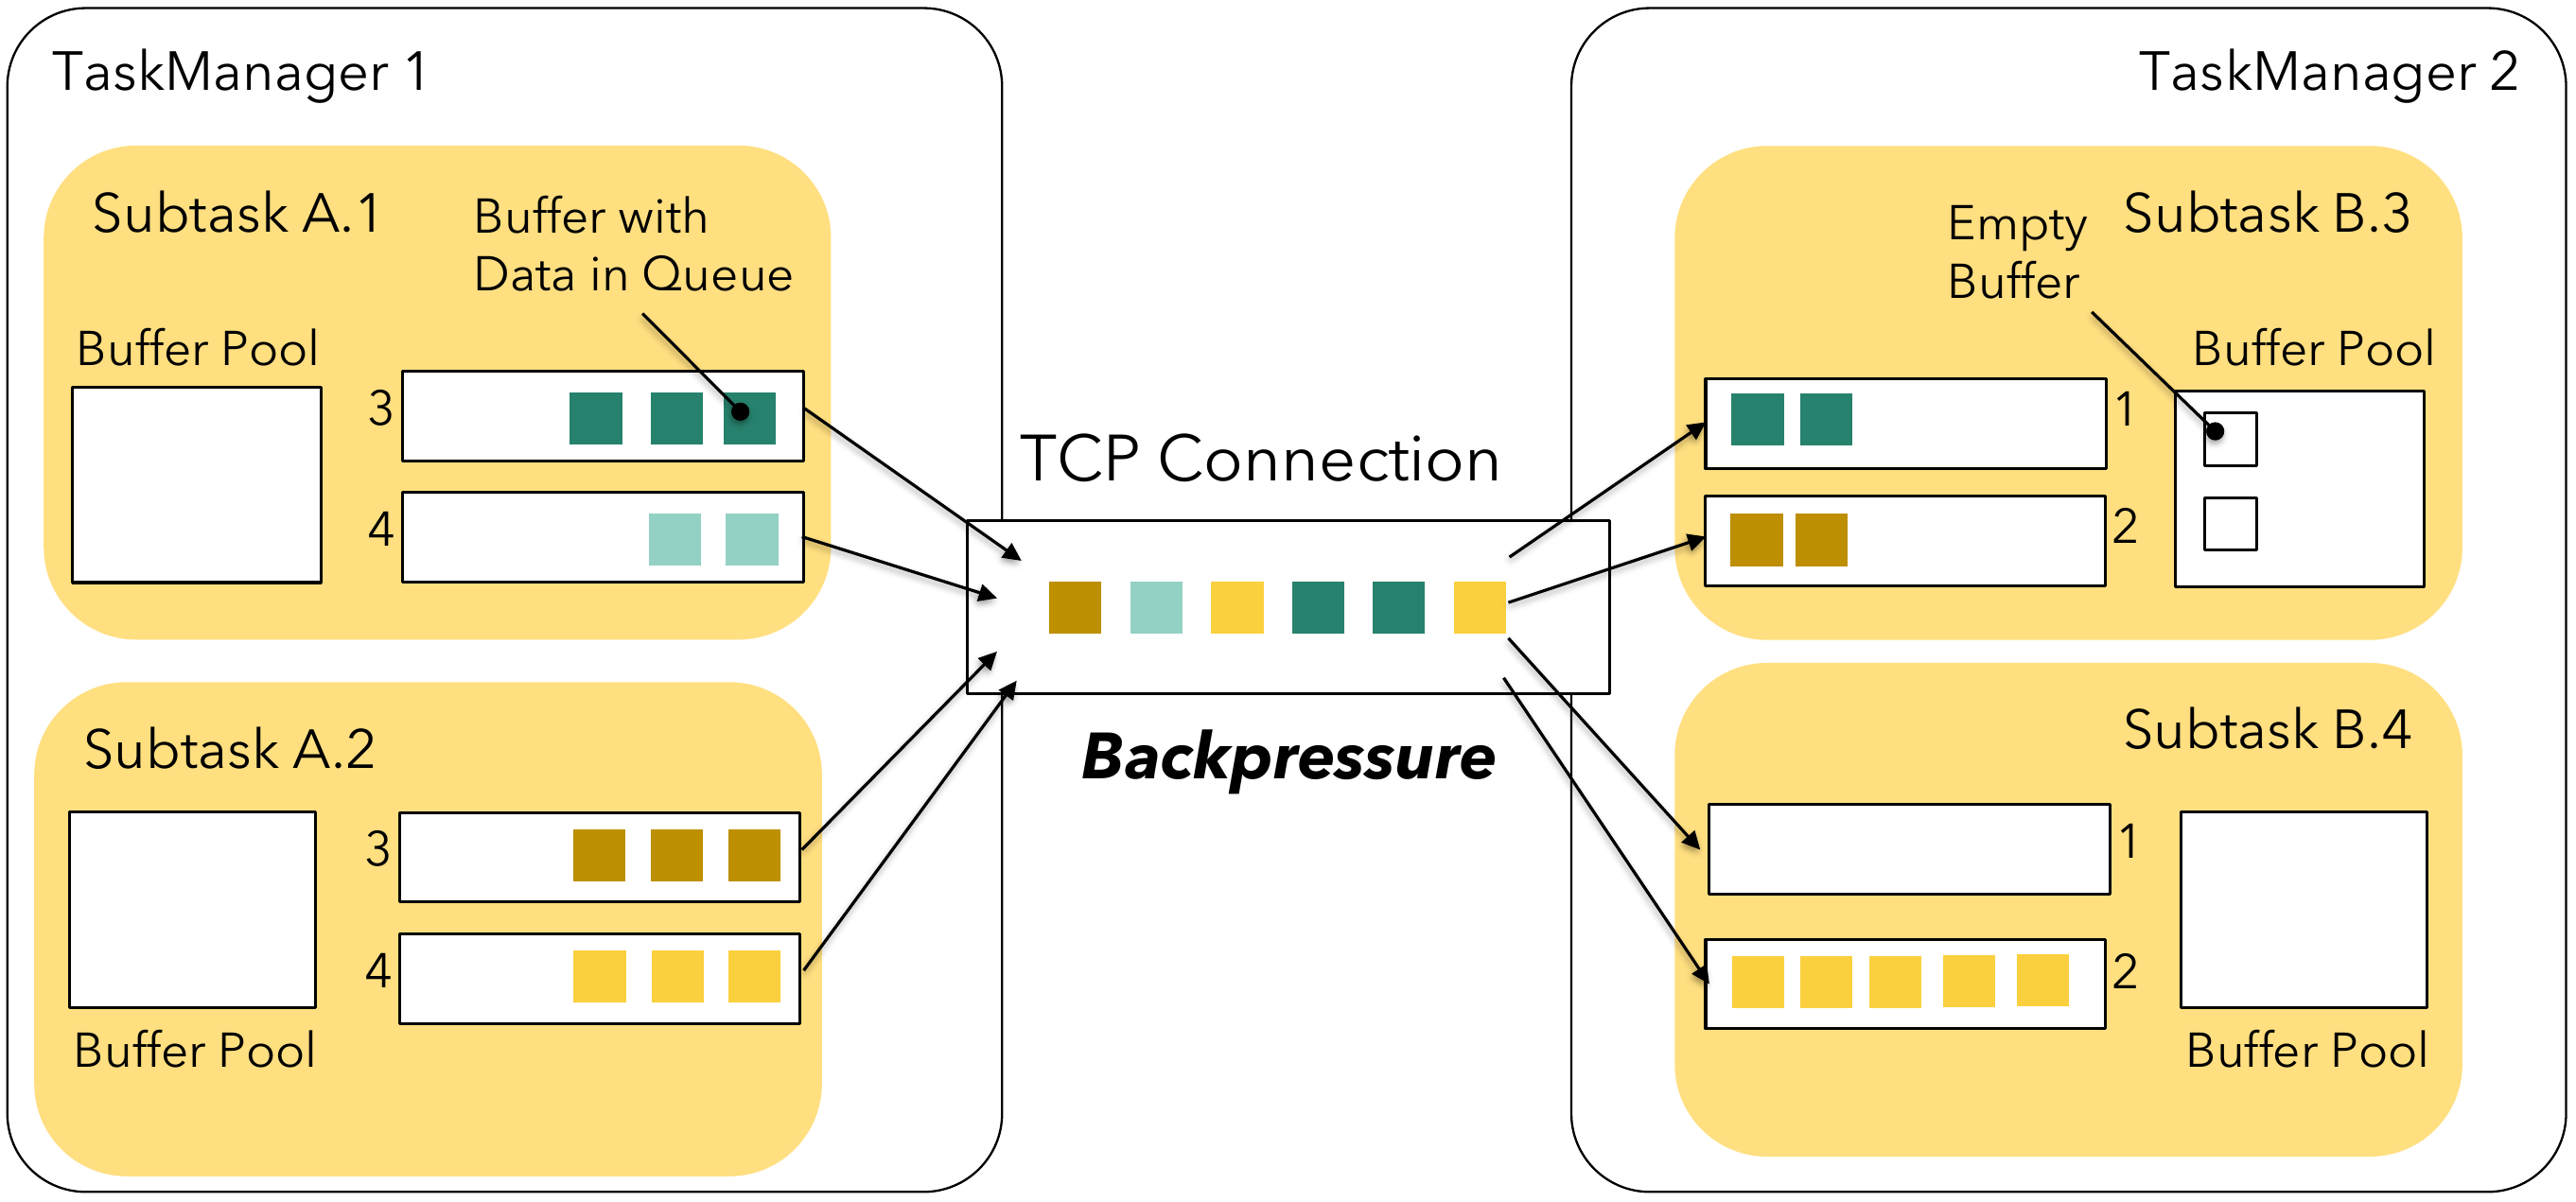 TaskManager 1
Subtask A.1
Buffer with
Data in Queue
Buffer Pool
3
4
Subtask A.2
3
4
Buffer Pool
TCP Connection
Backpressure
TaskManager 2
Empty
Buffer
Subtask B.3
Buffer Pool
1
2
Subtask B.4
1
2
Buffer Pool